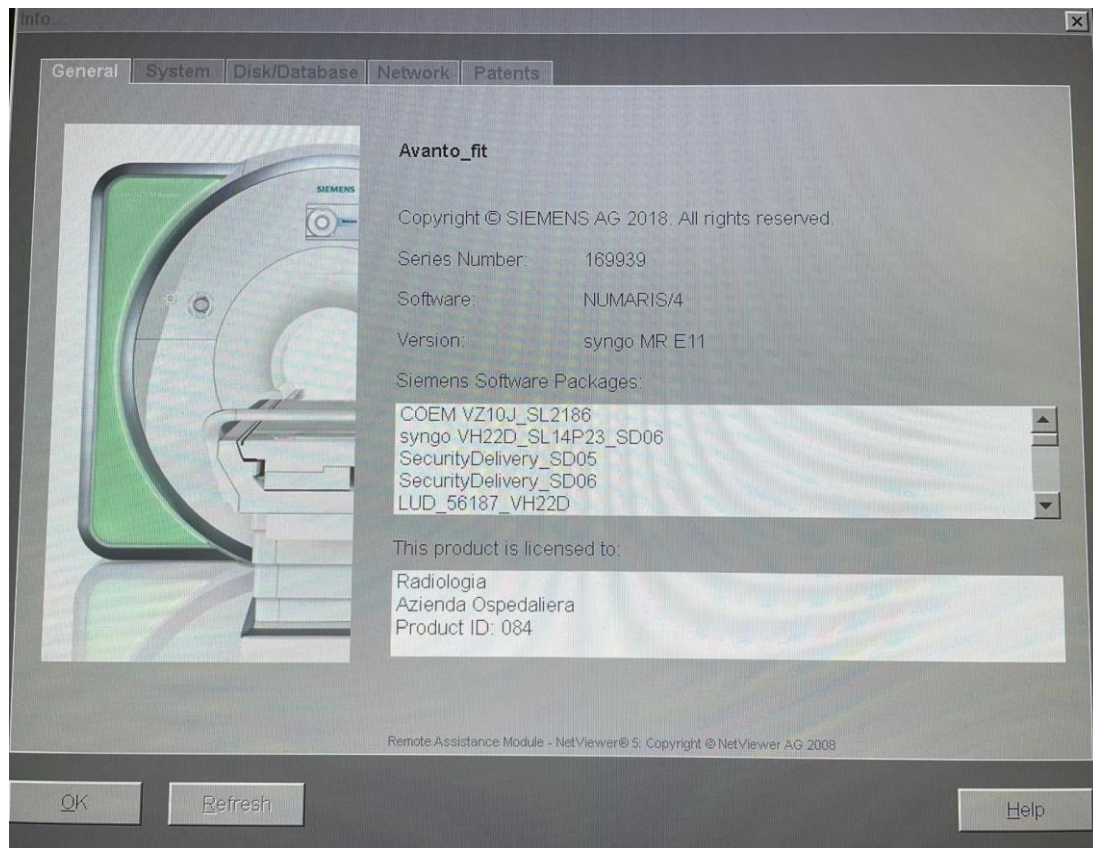 Info...
General System Disk/Database Network Patents
SIEMENS
Avanto_fit
Copyright © SIEMENS AG 2018. All rights reserved.
Series Number: 169939
Software: NUMARIS/4
Version: syngo MR E11
Siemens Software Packages:
COEM VZ10J_SL2186
syngo VH22D_SL14P23_SD06
SecurityDelivery_SD05
SecurityDelivery_SD06
LUD_56187_VH22D
This product is licensed to:
Radiologia
Azienda Ospedaliera
Product ID: 084
Remote Assistance Module - NetViewer® 5: Copyright © NetViewer AG 2008
OK Refresh Help